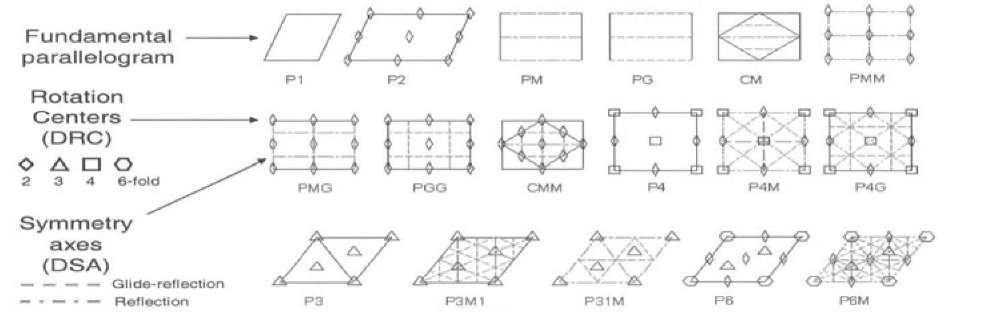 Fundamental
parallelogram
P1
P2
PM
PG
CM
PMM
Rotation
Centers
(DRC)
2 3 4 6-fold
PMG
PGG
CMM
P4
P4M
P4G
Symmetry
axes
(DSA)
Glide-reflection
Reflection
P3
P3M1
P31M
P6
P6M